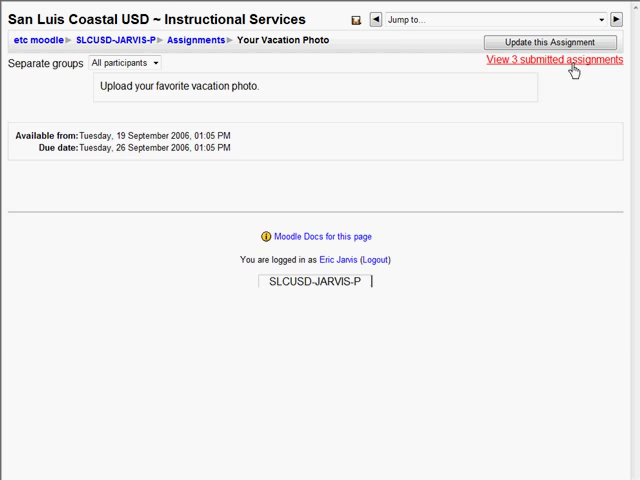 San Luis Coastal USD ~ Instructional Services
Jump to...
etc moodle ► SLCUSD-JARVIS-P ► Assignments ► Your Vacation Photo
Update this Assignment
Separate groups All participants
View 3 submitted assignments
Upload your favorite vacation photo.
Available from: Tuesday, 19 September 2006, 01:05 PM
Due date: Tuesday, 26 September 2006, 01:05 PM
Moodle Docs for this page
You are logged in as Eric Jarvis (Logout)
SLCUSD-JARVIS-P